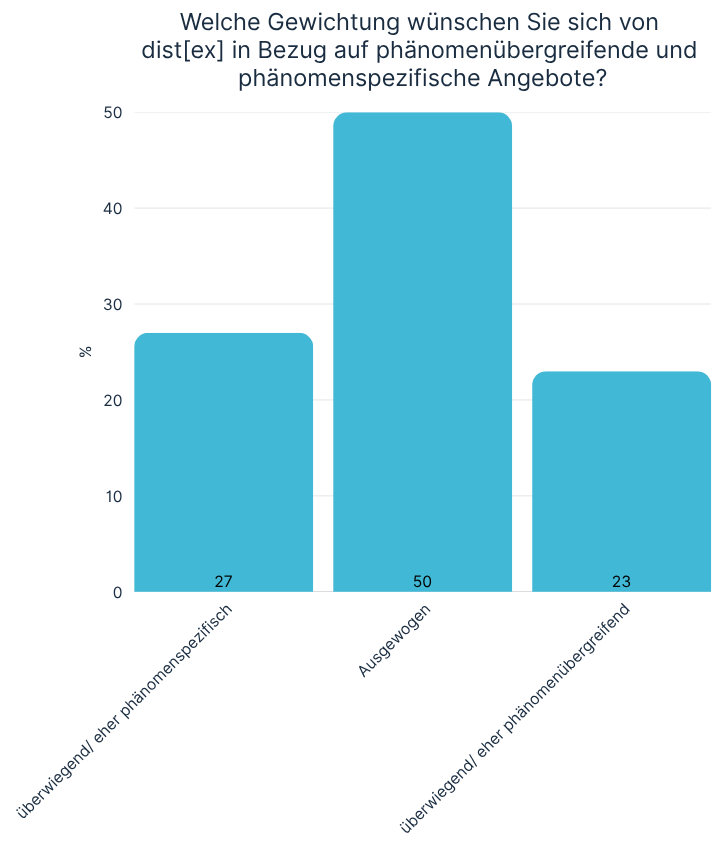 Welche Gewichtung wünschen Sie sich von
dist[ex] in Bezug auf phänomenübergreifende und
phänomenspezifische Angebote?
50
40
30
20
10
0
%
27
50
23
überwiegend/ eher phänomenspezifisch
Ausgewogen
überwiegend/ eher phänomenübergreifend